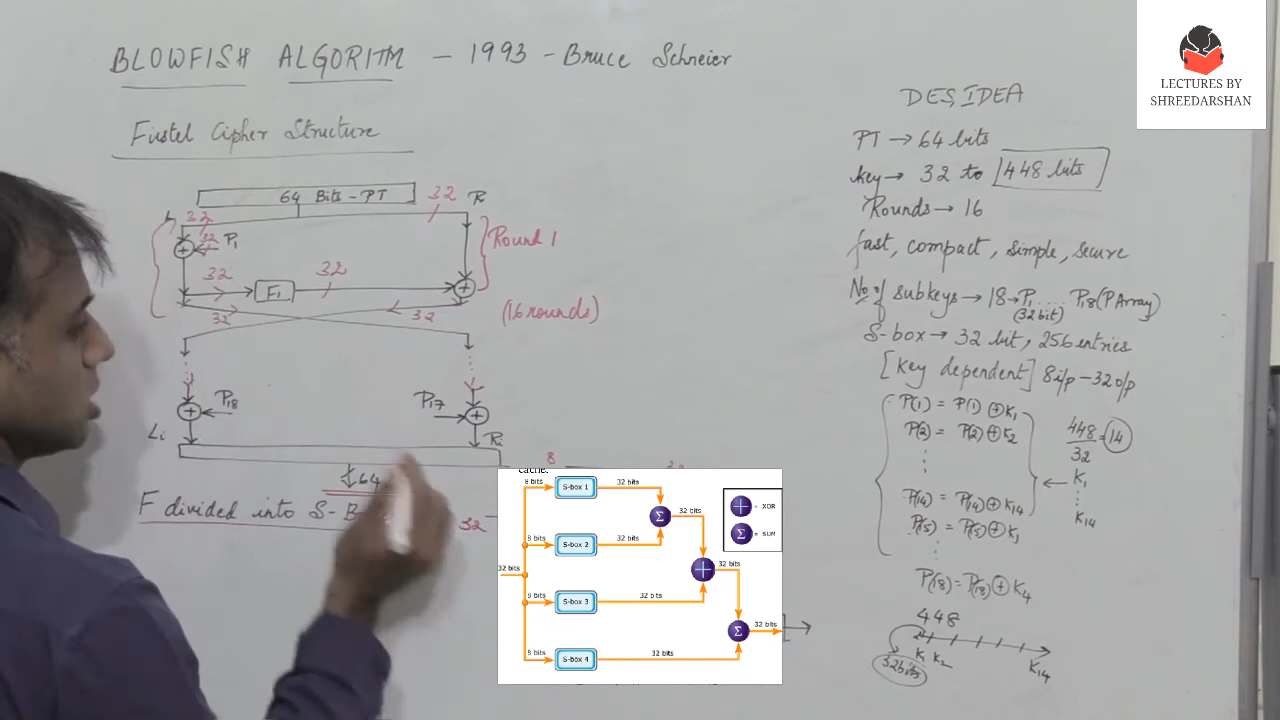 BLOWFISH ALGORITM - 1993 - Bruce Schneier
Fiistel Cipher Structure
64 Bits-PT
32
R
32
32
P1
Round 1
32
F1
32
32
32
(16 rounds)
P18
P17
Li
Ri
↓64
F divided into S-B
32
8
DES, IDEA
PT → 64 bits
key → 32 to 448 bits
Rounds → 16
fast, compact, simple, secure
No of subkeys → 18 → P1 ..... P18 (P Array)
(32 bit)
S-box → 32 bit, 256 entries
[Key dependent] 8 i/p - 32 o/p
P(1) = P(1) ⊕ K1
P(2) = P(2) ⊕ K2
P(14) = P(14) ⊕ K14
P(15) = P(15) ⊕ K1
P(18) = P(18) ⊕ K4
448/32 = 14
K1
K14
448
K1 K2
K14
32bits
LECTURES BY
SHREEDARSHAN
cache.
8 bits
S-box 1
32 bits
8 bits
S-box 2
32 bits
Σ
32 bits
+ = XOR
Σ = SUM
32 bits
+
32 bits
8 bits
S-box 3
32 bits
Σ
32 bits
8 bits
S-box 4
32 bits